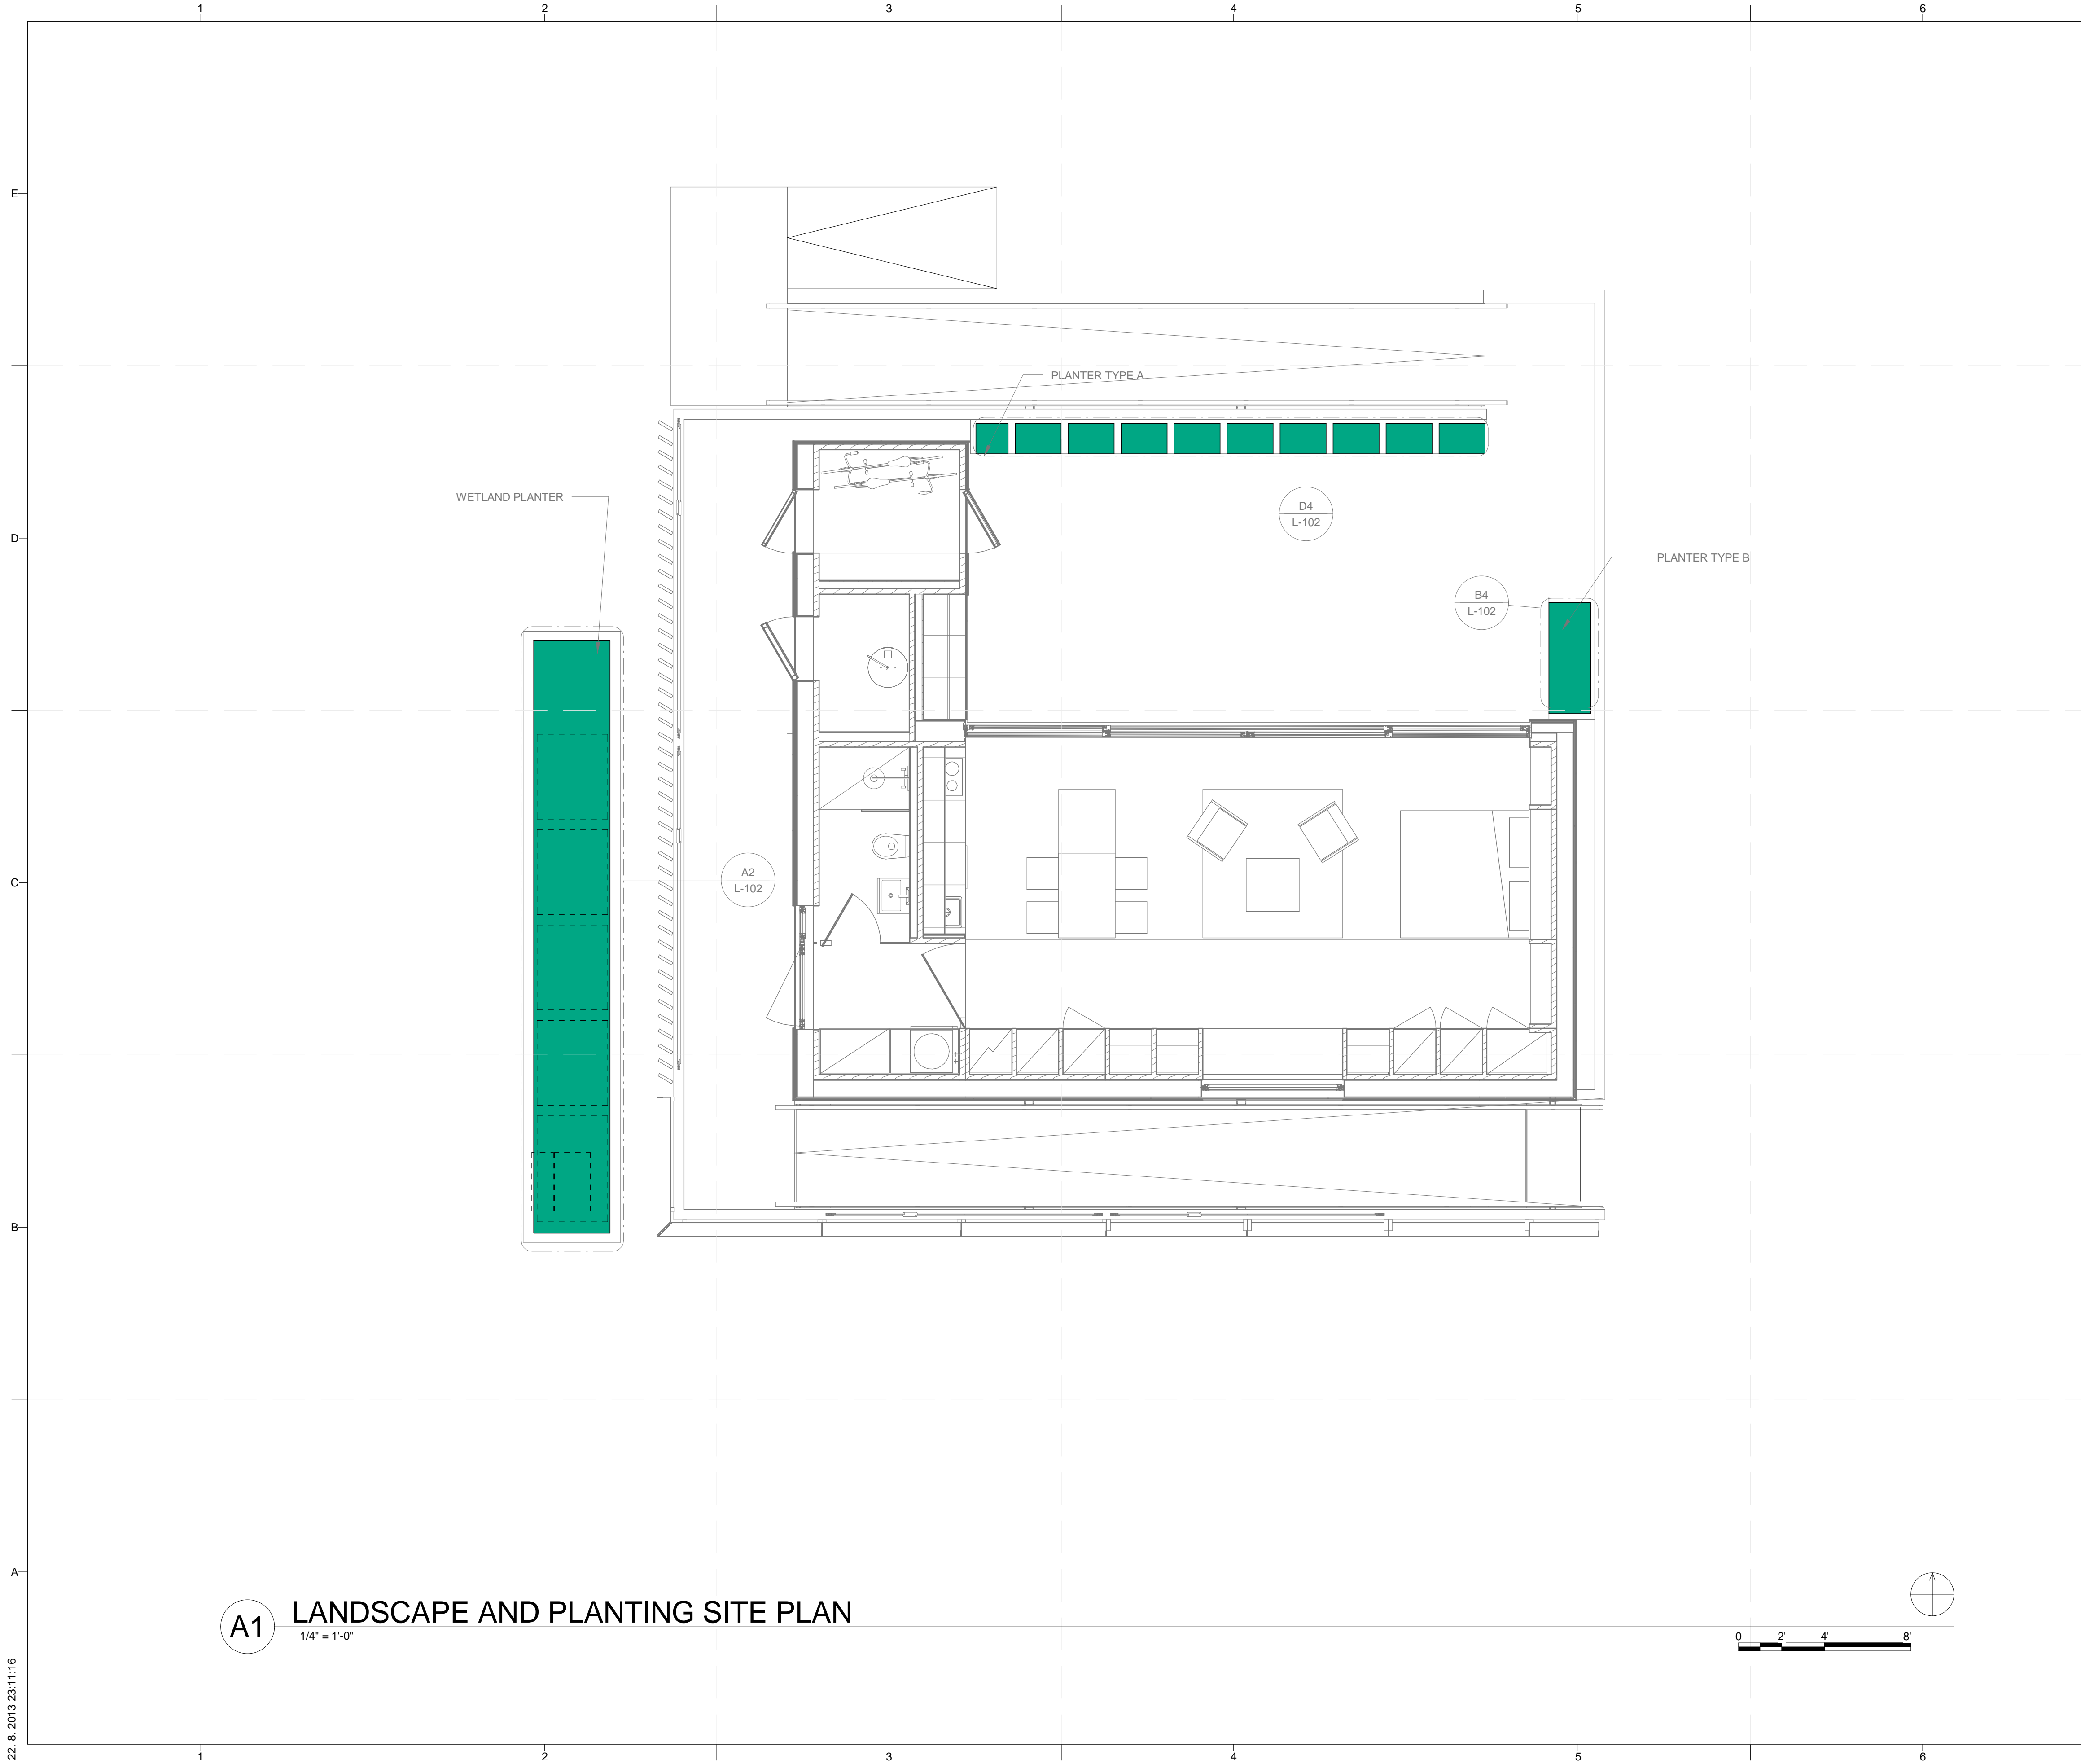 1 2 3 4 5 6
E
PLANTER TYPE A
WETLAND PLANTER
D4
L-102
D
PLANTER TYPE B
B4
L-102
A2
L-102
C
B
A
A1
LANDSCAPE AND PLANTING SITE PLAN
1/4" = 1'-0"
0 2' 4' 8'
22. 8. 2013 23:11:16
1 2 3 4 5 6